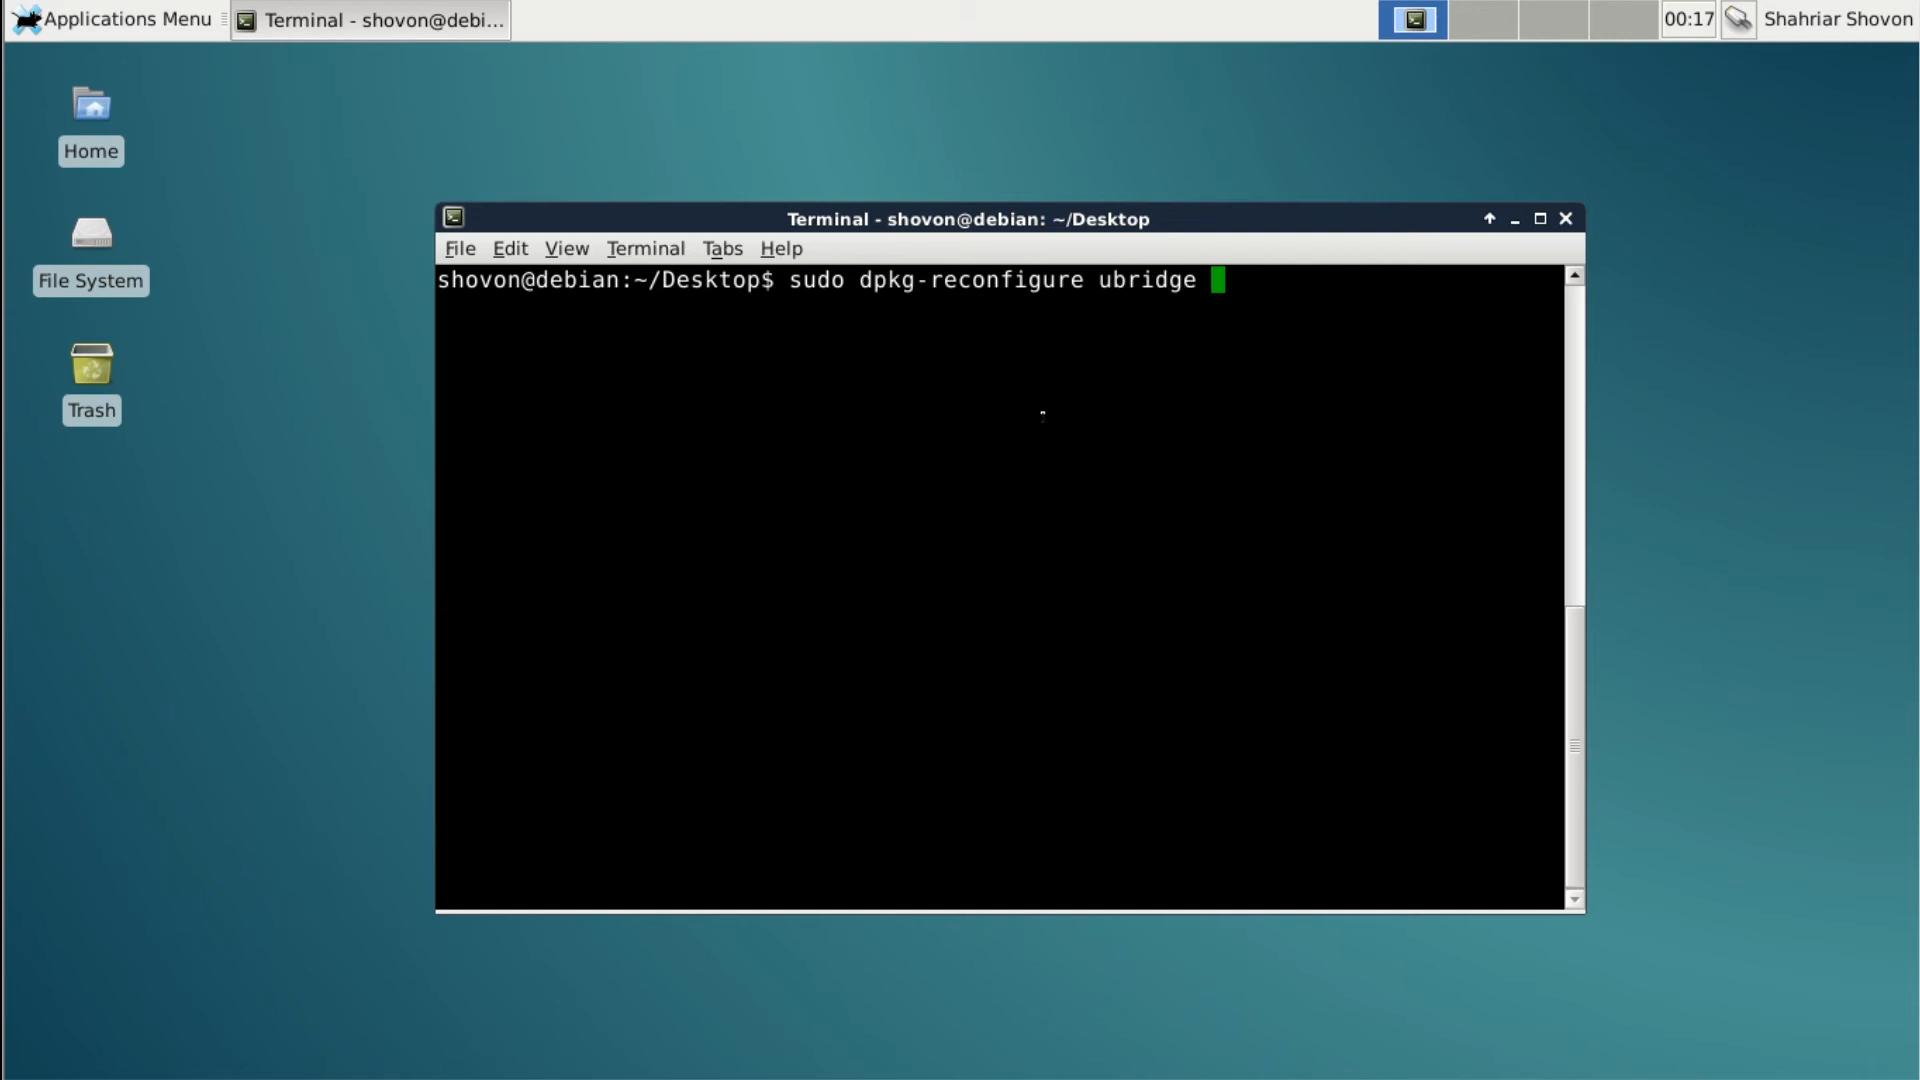 Applications Menu
Terminal - shovon@debi...
00:17
Shahriar Shovon
Home
File System
Trash
Terminal - shovon@debian: ~/Desktop
File Edit View Terminal Tabs Help
shovon@debian:~/Desktop$ sudo dpkg-reconfigure ubridge